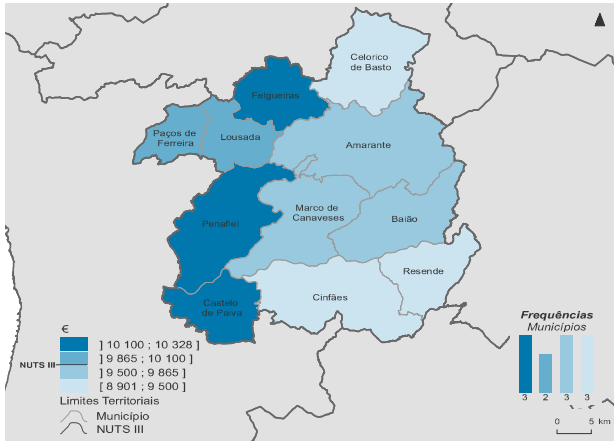 Celorico
de Basto
Felgueiras
Paços de
Ferreira
Lousada
Amarante
Marco de
Canaveses
Baião
Penafiel
Resende
Castelo
de Paiva
Cinfães
€
] 10 100 ; 10 328 ]
] 9 865 ; 10 100 ]
NUTS III
] 9 500 ; 9 865 ]
[ 8 901 ; 9 500 ]
Limites Territoriais
Município
NUTS III
Frequências
Municípios
3 2 3 3
0 5 km